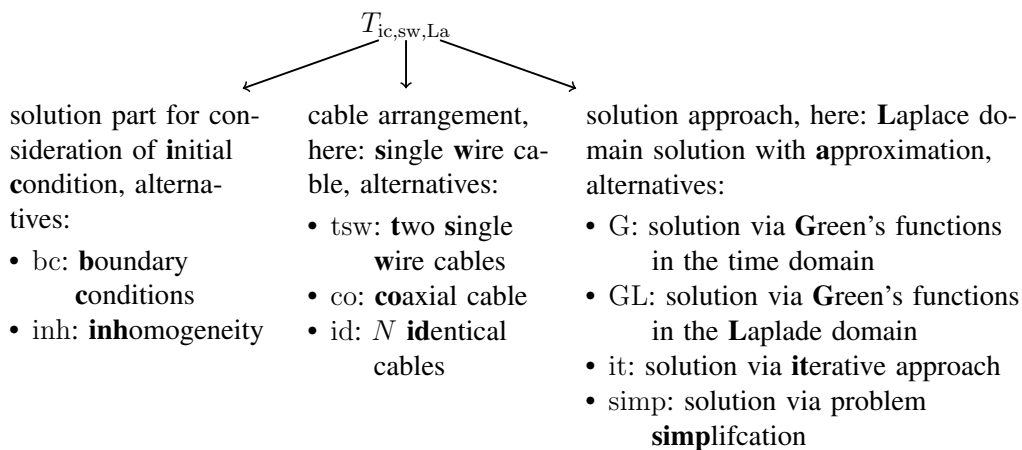 T_ic,sw,La
solution part for con-
sideration of initial
condition, alterna-
tives:
• bc: boundary
conditions
• inh: inhomogeneity
cable arrangement,
here: single wire ca-
ble, alternatives:
• tsw: two single
wire cables
• co: coaxial cable
• id: N identical
cables
solution approach, here: Laplace do-
main solution with approximation,
alternatives:
• G: solution via Green's functions
in the time domain
• GL: solution via Green's functions
in the Laplade domain
• it: solution via iterative approach
• simp: solution via problem
simplifcation